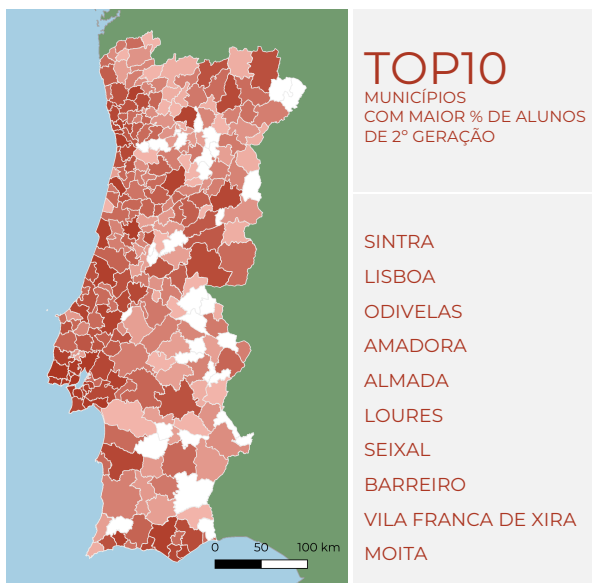 TOP10
MUNICÍPIOS
COM MAIOR % DE ALUNOS
DE 2º GERAÇÃO
SINTRA
LISBOA
ODIVELAS
AMADORA
ALMADA
LOURES
SEIXAL
BARREIRO
VILA FRANCA DE XIRA
MOITA
0 50 100 km